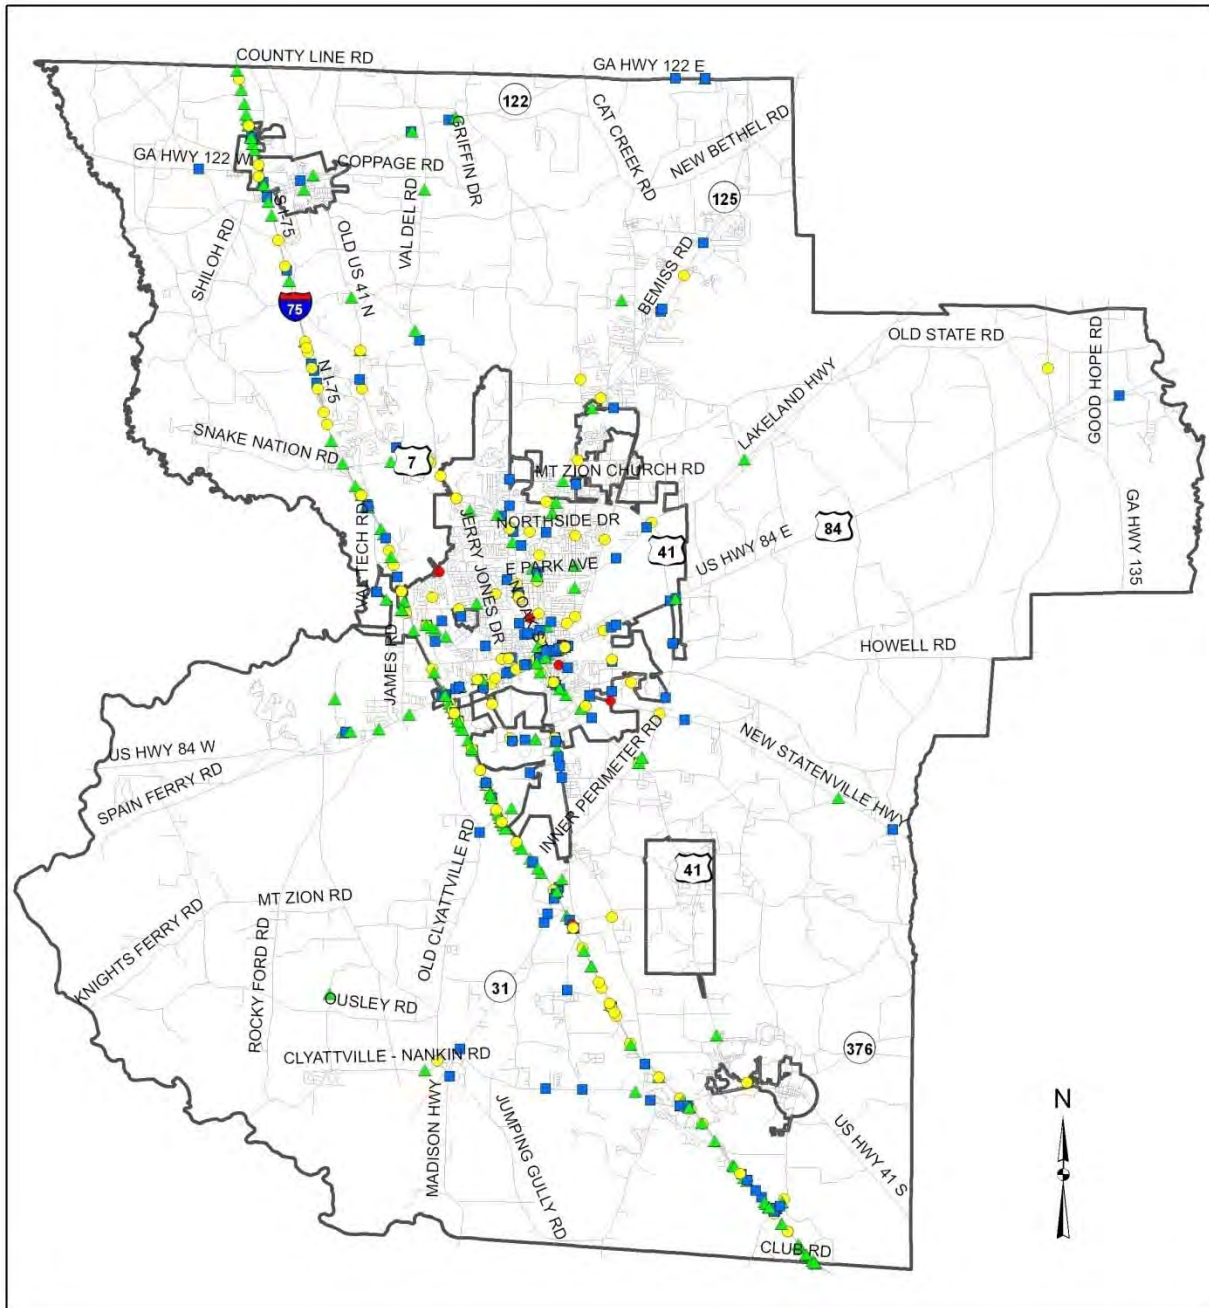 COUNTY LINE RD
GA HWY 122 E
122
CAT CREEK RD
NEW BETHEL RD
GRIFFIN DR
GA HWY 122 W
COPPAGE RD
125
S I-75
VAL DEL RD
OLD US 41 N
SHILOH RD
BEMISS RD
75
OLD STATE RD
GOOD HOPE RD
N I-75
LAKELAND HWY
SNAKE NATION RD
7
MT ZION CHURCH RD
NORTHSIDE DR
VAL TECH RD
JERRY JONES DR
41
US HWY 84 E
84
GA HWY 135
E PARK AVE
N OAK ST
JAMES RD
HOWELL RD
US HWY 84 W
SPAIN FERRY RD
INNER PERIMETER RD
NEW STATENVILLE HWY
OLD CLYATTVILLE RD
41
MT ZION RD
KNIGHTS FERRY RD
ROCKY FORD RD
31
OUSLEY RD
CLYATTVILLE - NANKIN RD
376
MADISON HWY
JUMPING GULLY RD
US HWY 41 S
CLUB RD
N